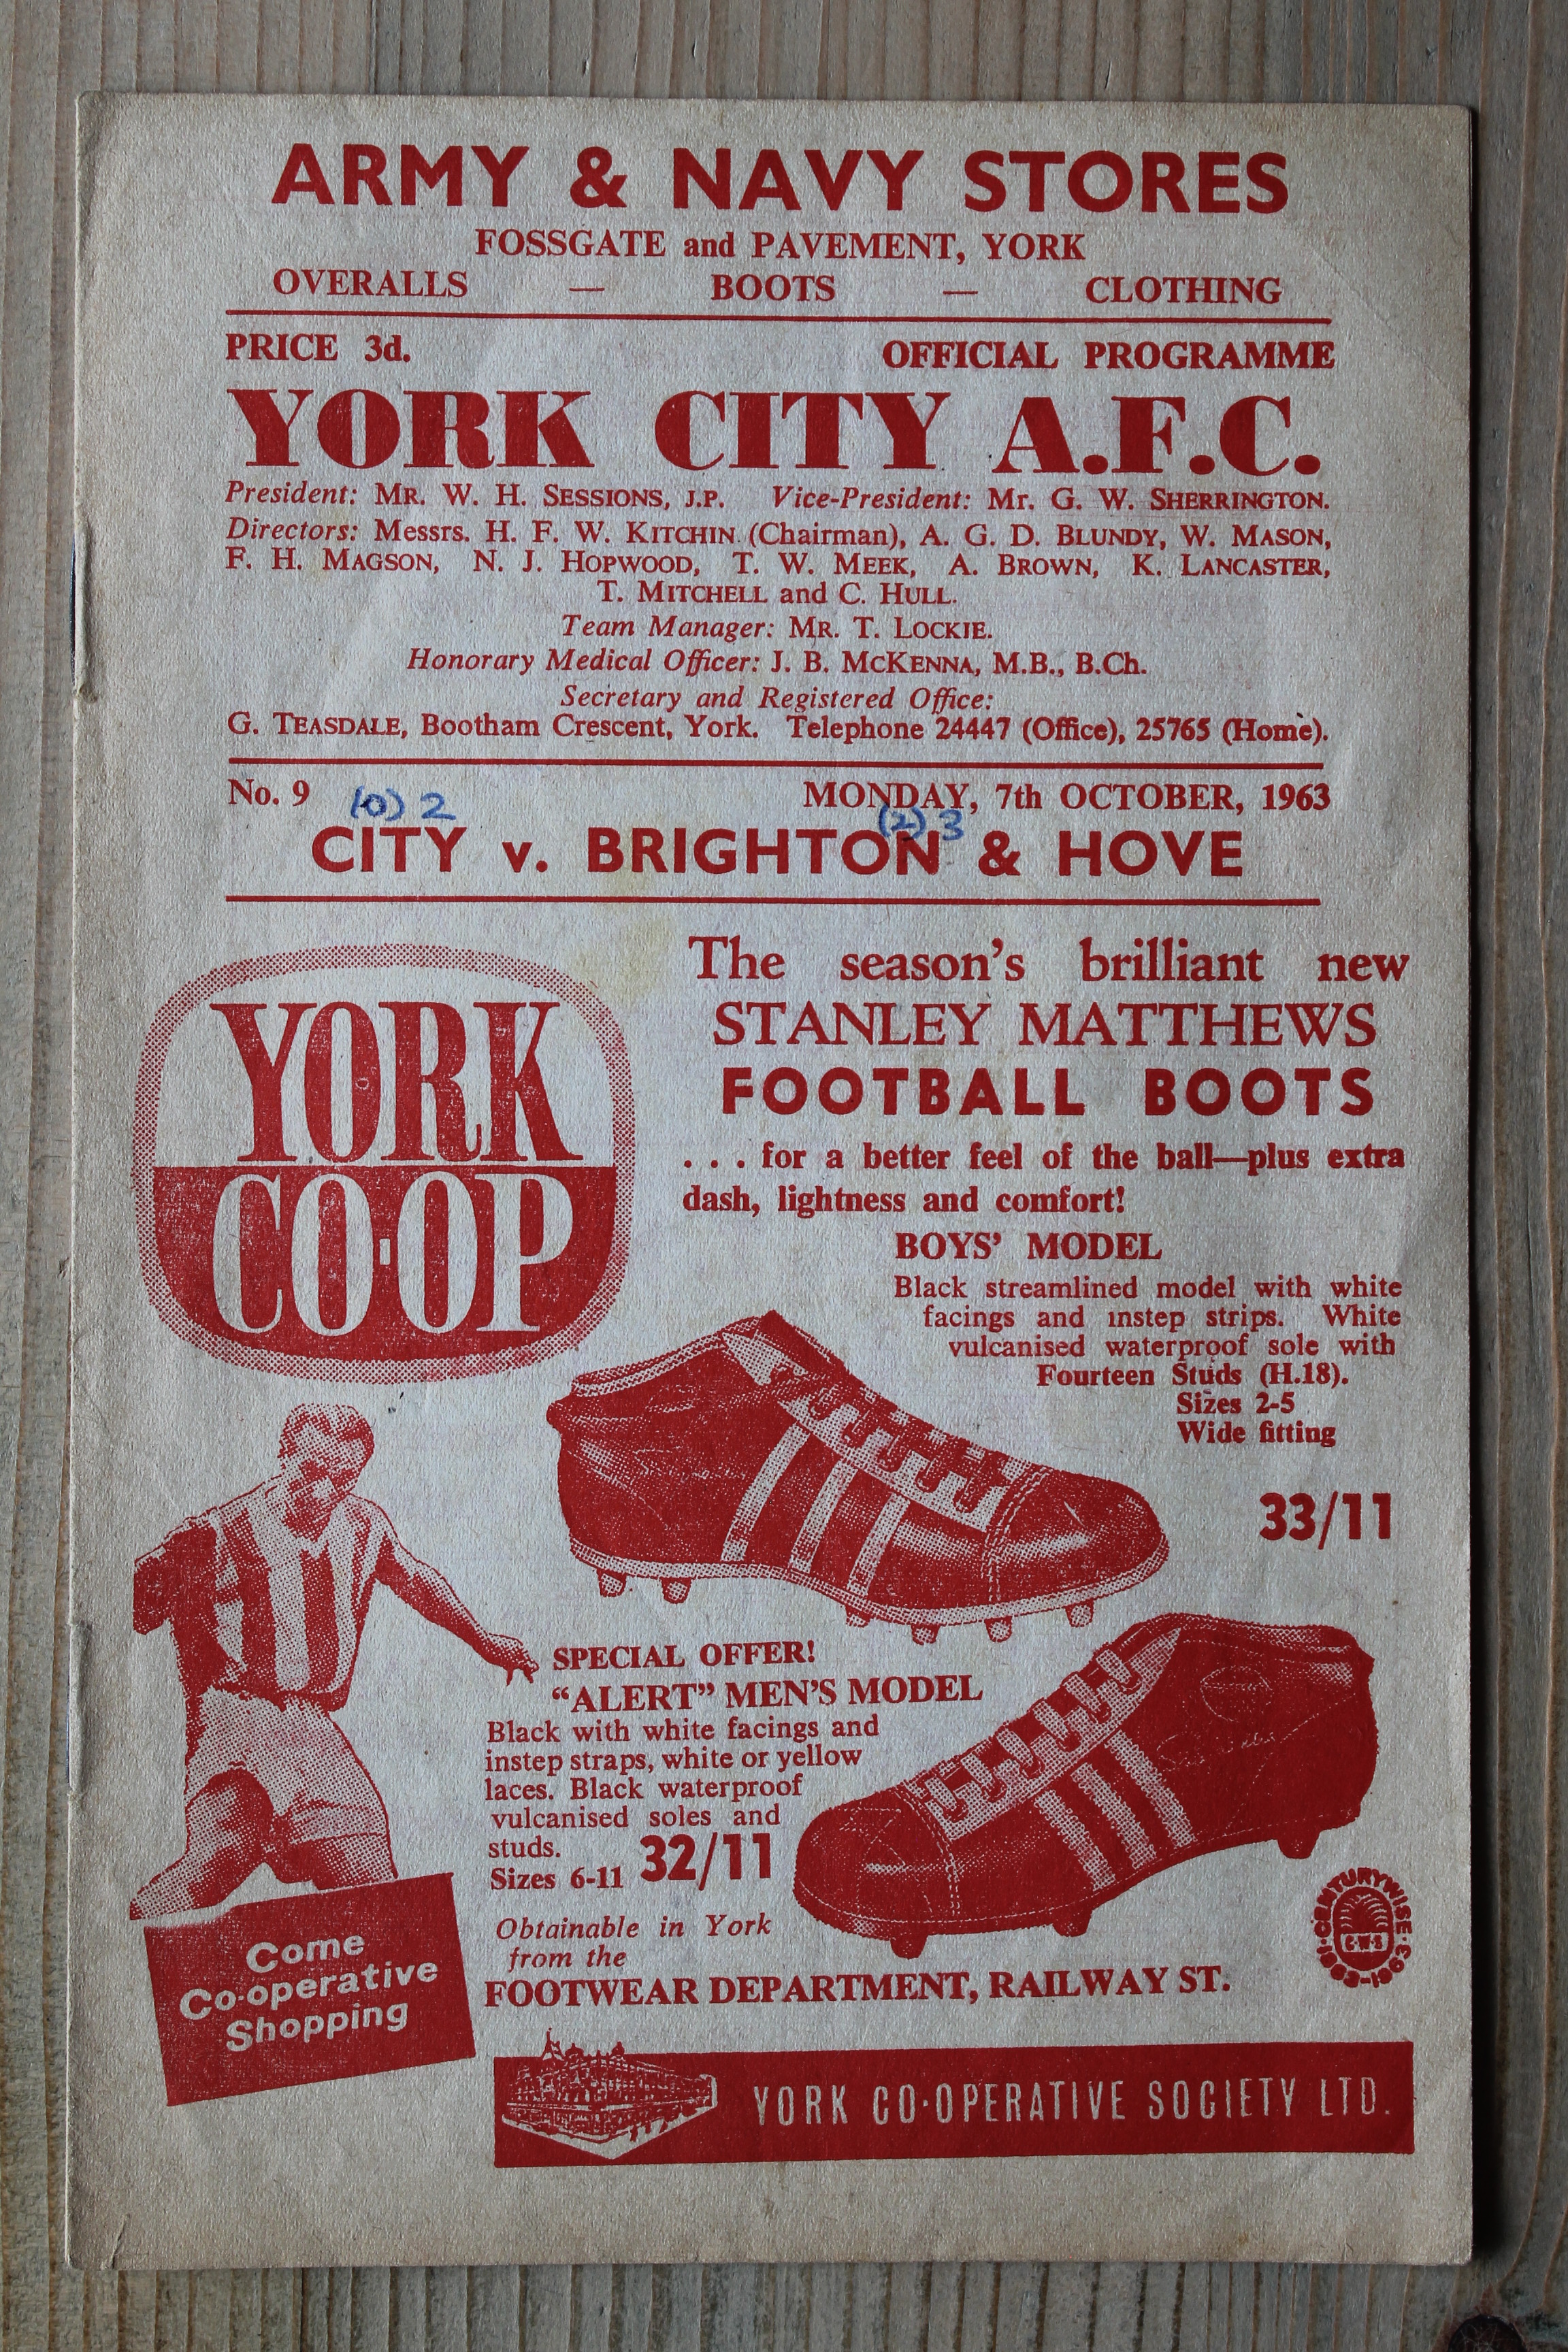 ARMY & NAVY STORES
FOSSGATE and PAVEMENT, YORK
OVERALLS — BOOTS — CLOTHING
PRICE 3d. OFFICIAL PROGRAMME
YORK CITY A.F.C.
President: MR. W. H. SESSIONS, J.P. Vice-President: Mr. G. W. SHERRINGTON.
Directors: Messrs. H. F. W. KITCHIN (Chairman), A. G. D. BLUNDY, W. MASON,
F. H. MAGSON, N. J. HOPWOOD, T. W. MEEK, A. BROWN, K. LANCASTER,
T. MITCHELL and C. HULL.
Team Manager: MR. T. LOCKIE.
Honorary Medical Officer: J. B. MCKENNA, M.B., B.Ch.
Secretary and Registered Office:
G. TEASDALE, Bootham Crescent, York. Telephone 24447 (Office), 25765 (Home).
No. 9 MONDAY, 7th OCTOBER, 1963
(0) 2 (2) 3
CITY v. BRIGHTON & HOVE
YORK
CO-OP
The season's brilliant new
STANLEY MATTHEWS
FOOTBALL BOOTS
. . . for a better feel of the ball—plus extra
dash, lightness and comfort!
BOYS' MODEL
Black streamlined model with white
facings and instep strips. White
vulcanised waterproof sole with
Fourteen Studs (H.18).
Sizes 2-5
Wide fitting
33/11
SPECIAL OFFER!
"ALERT" MEN'S MODEL
Black with white facings and
instep straps, white or yellow
laces. Black waterproof
vulcanised soles and
studs.
Sizes 6-11 32/11
Obtainable in York
from the
FOOTWEAR DEPARTMENT, RAILWAY ST.
Come
Co-operative
Shopping
CENTURYWISE
C·W·S
1863-1963
YORK CO-OPERATIVE SOCIETY LTD.